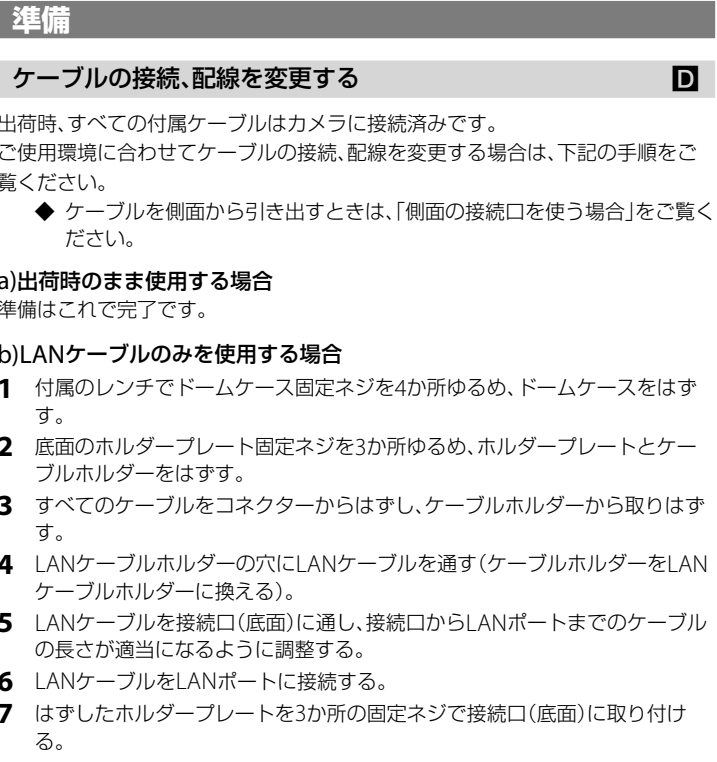 準備
ケーブルの接続、配線を変更する D
出荷時、すべての付属ケーブルはカメラに接続済みです。
ご使用環境に合わせてケーブルの接続、配線を変更する場合は、下記の手順をご
覧ください。
◆ ケーブルを側面から引き出すときは、「側面の接続口を使う場合」をご覧く
ださい。
a)出荷時のまま使用する場合
準備はこれで完了です。
b)LANケーブルのみを使用する場合
1 付属のレンチでドームケース固定ネジを4か所ゆるめ、ドームケースをはず
す。
2 底面のホルダープレート固定ネジを3か所ゆるめ、ホルダープレートとケー
ブルホルダーをはずす。
3 すべてのケーブルをコネクターからはずし、ケーブルホルダーから取りはず
す。
4 LANケーブルホルダーの穴にLANケーブルを通す(ケーブルホルダーをLAN
ケーブルホルダーに換える)。
5 LANケーブルを接続口(底面)に通し、接続口からLANポートまでのケーブル
の長さが適当になるように調整する。
6 LANケーブルをLANポートに接続する。
7 はずしたホルダープレートを3か所の固定ネジで接続口(底面)に取り付け
る。